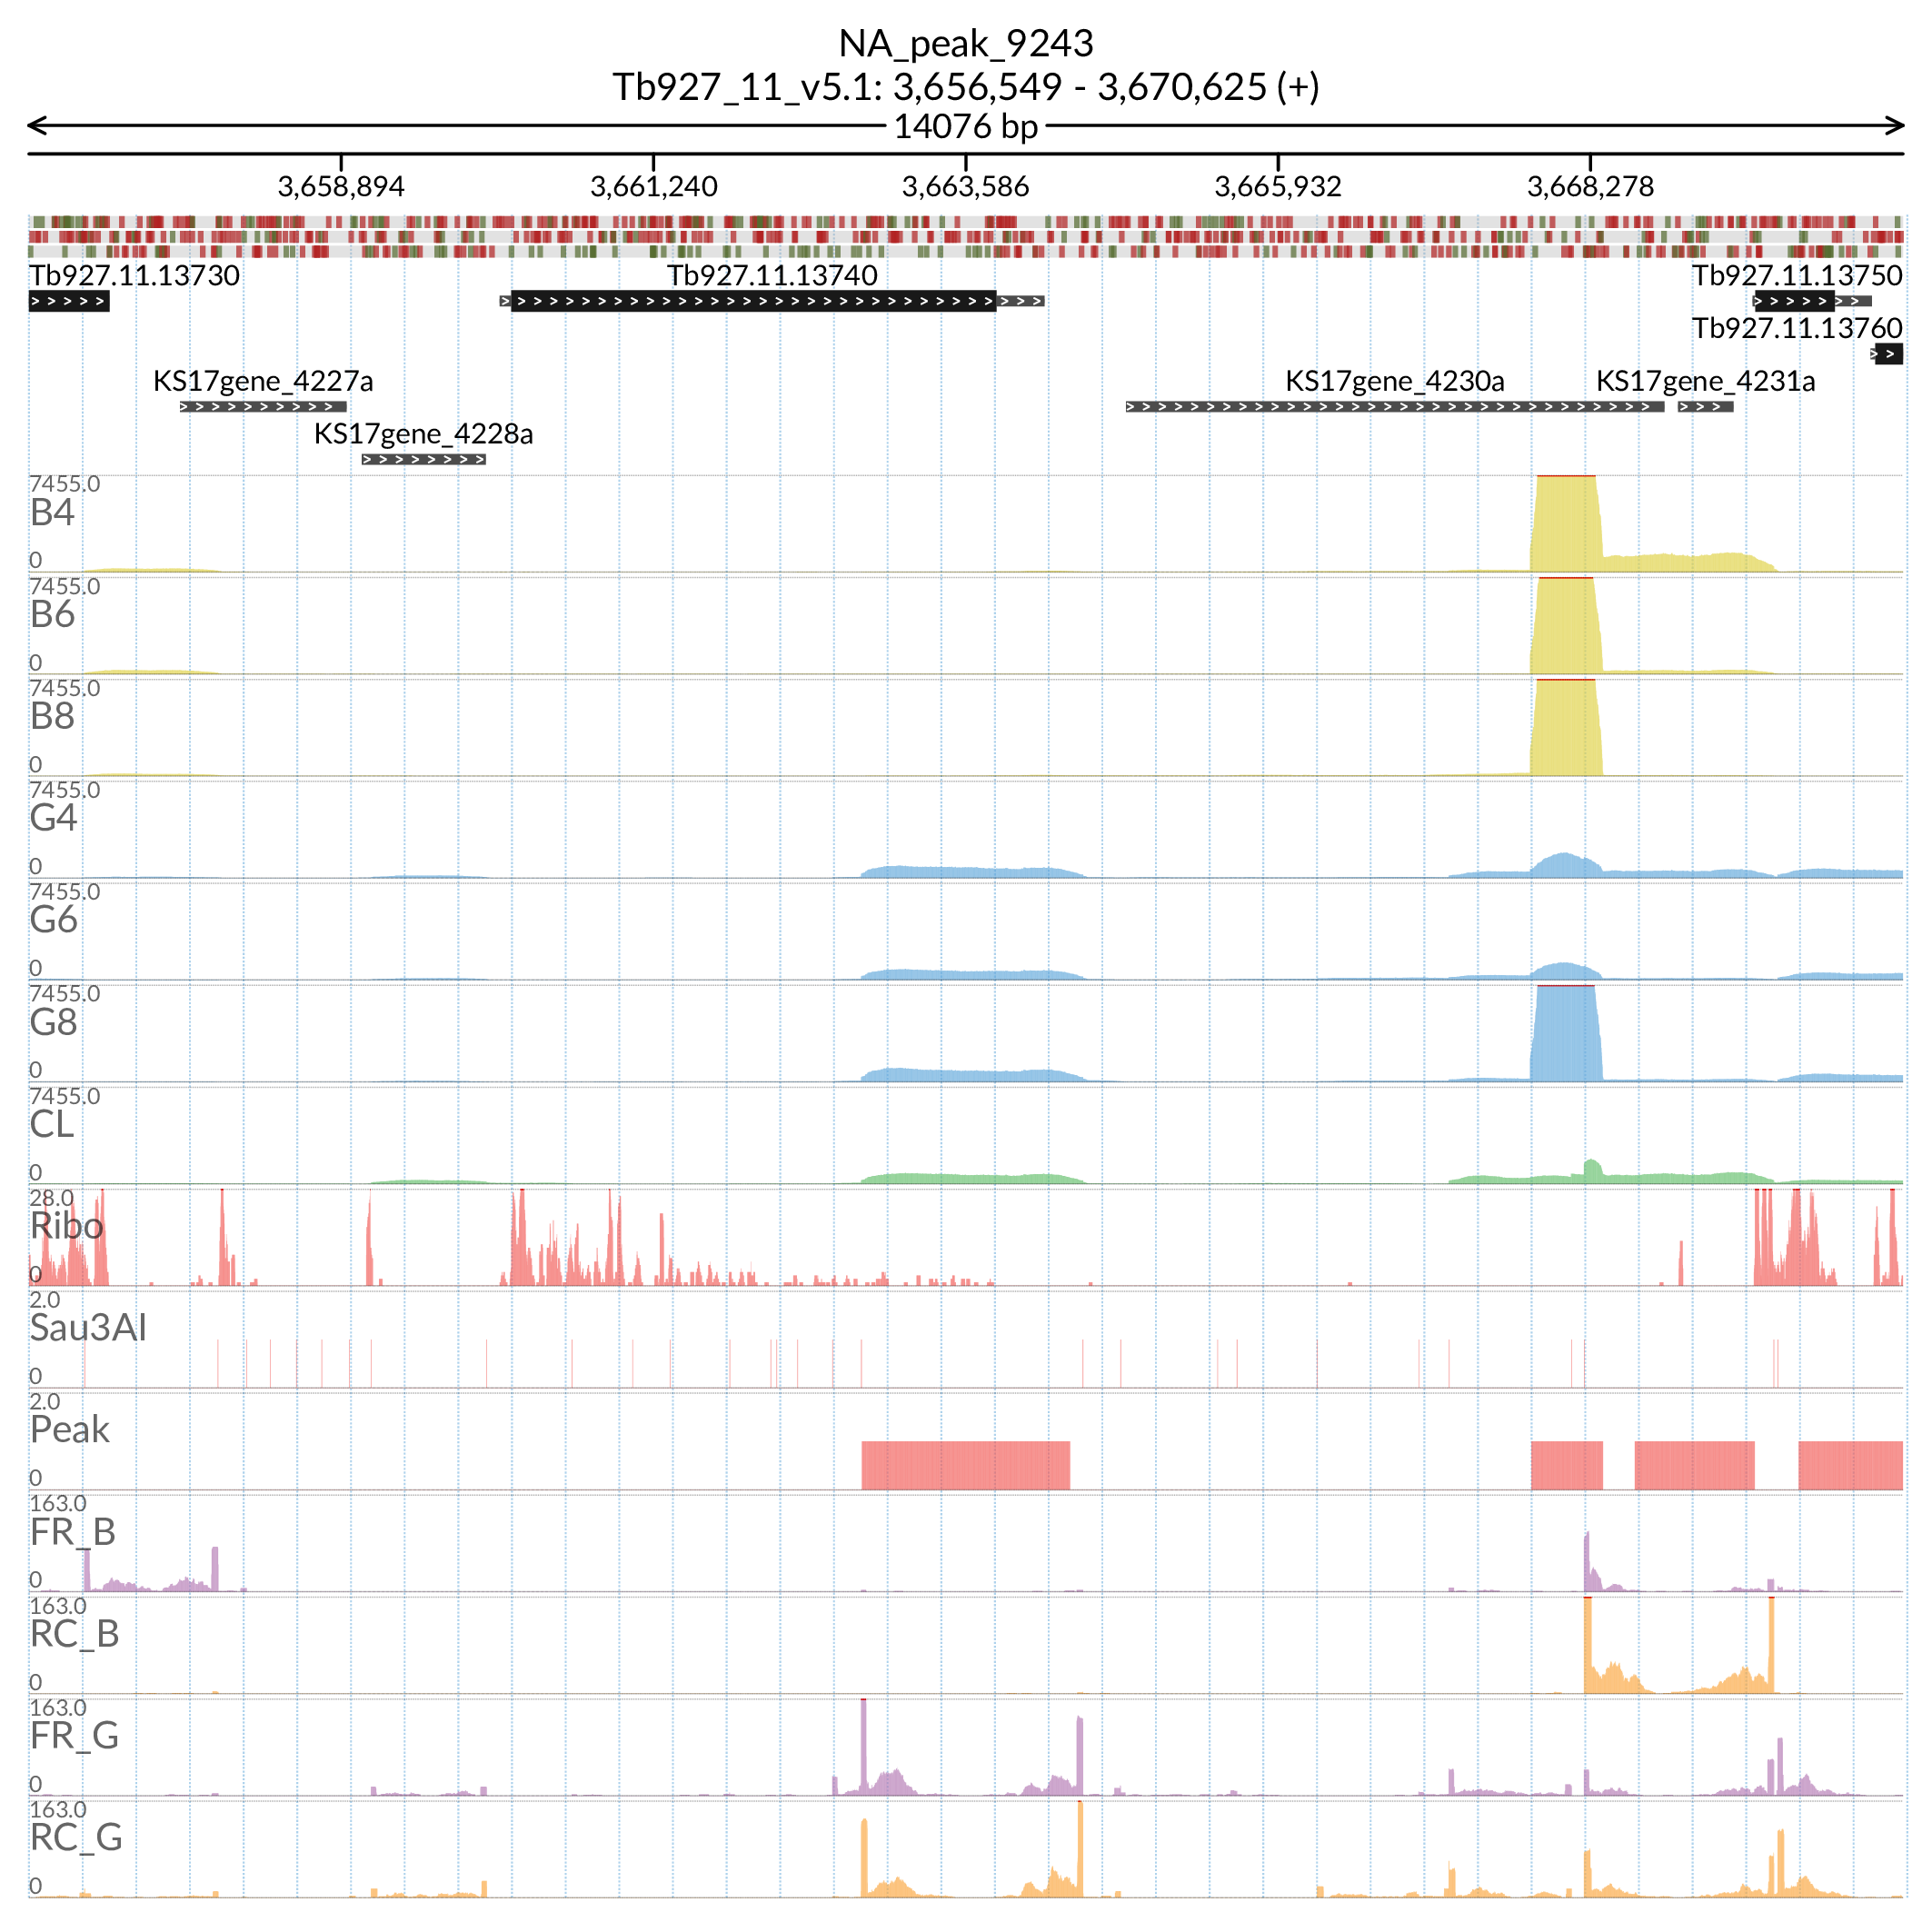 NA_peak_9243
Tb927_11_v5.1: 3,656,549 - 3,670,625 (+)
14076 bp
3,658,894 3,661,240 3,663,586 3,665,932 3,668,278
Tb927.11.13730 Tb927.11.13740 Tb927.11.13750
Tb927.11.13760
KS17gene_4227a KS17gene_4230a KS17gene_4231a
KS17gene_4228a
7455.0
B4
0
7455.0
B6
0
7455.0
B8
0
7455.0
G4
0
7455.0
G6
0
7455.0
G8
0
7455.0
CL
0
28.0
Ribo
0
2.0
Sau3AI
0
2.0
Peak
0
163.0
FR_B
0
163.0
RC_B
0
163.0
FR_G
0
163.0
RC_G
0